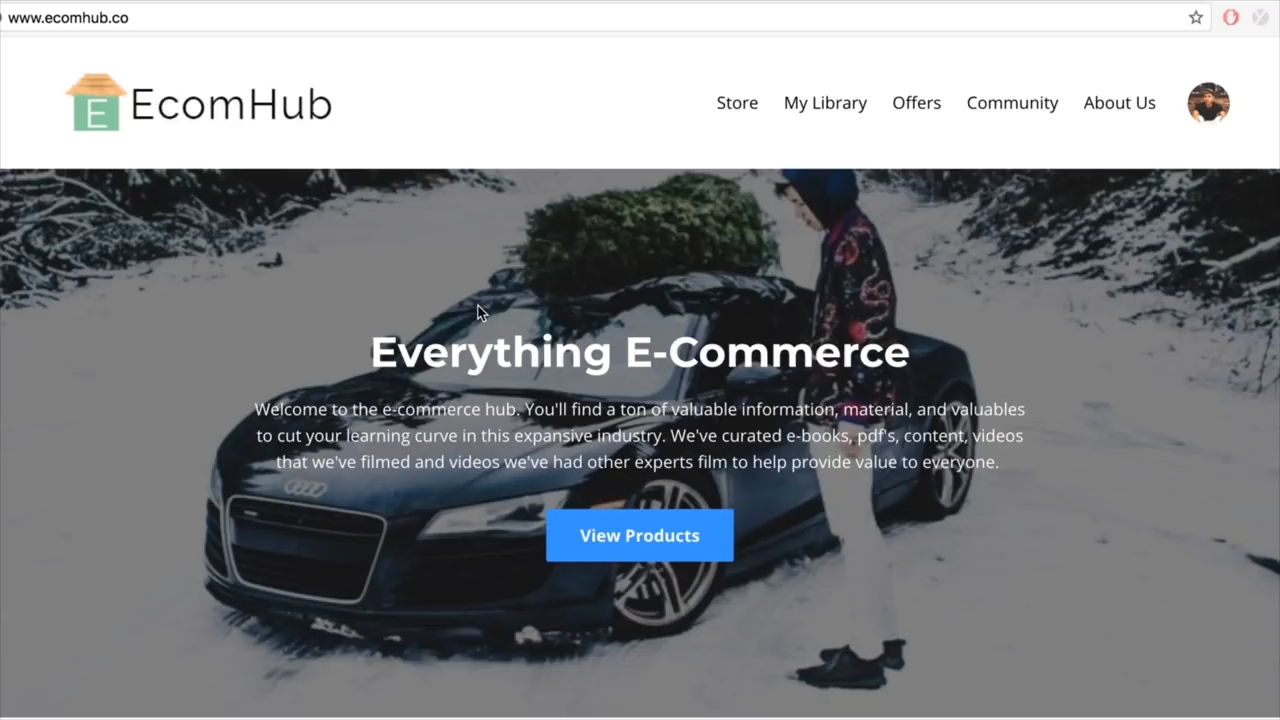 www.ecomhub.co
E EcomHub
Store My Library Offers Community About Us
Everything E-Commerce
Welcome to the e-commerce hub. You'll find a ton of valuable information, material, and valuables
to cut your learning curve in this expansive industry. We've curated e-books, pdf's, content, videos
that we've filmed and videos we've had other experts film to help provide value to everyone.
View Products